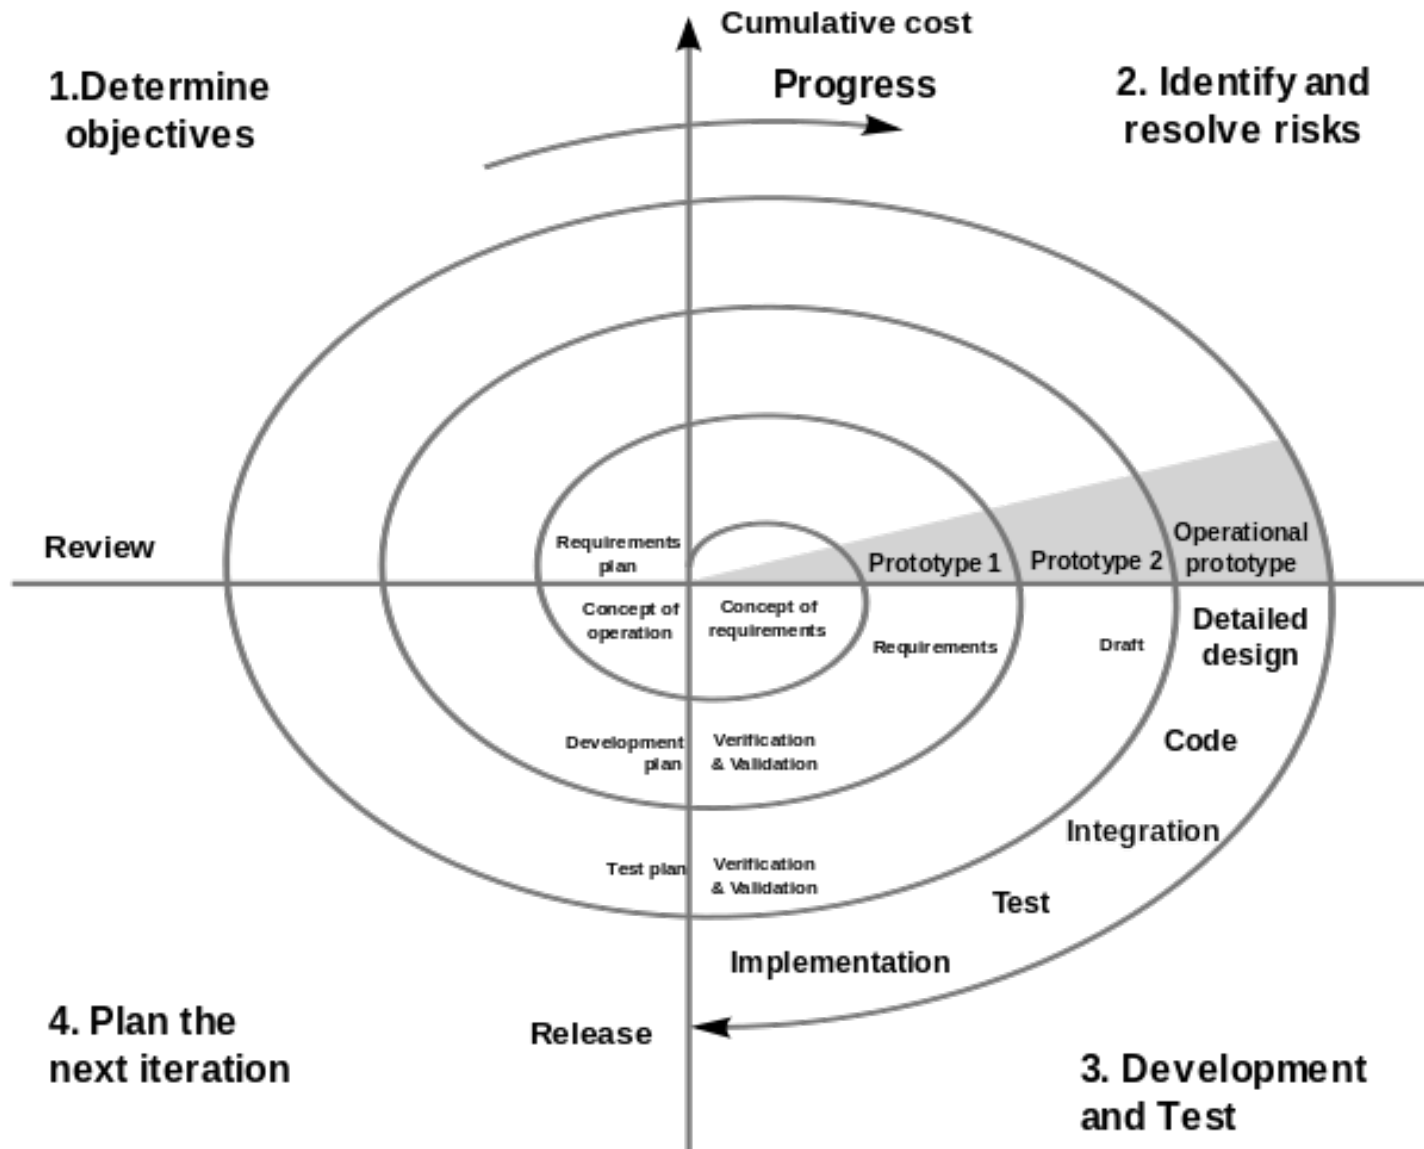 Cumulative cost
Progress
1.Determine
objectives
2. Identify and
resolve risks
Review
Requirements
plan
Prototype 1
Prototype 2
Operational
prototype
Concept of
operation
Concept of
requirements
Requirements
Draft
Detailed
design
Code
Development
plan
Verification
& Validation
Integration
Test plan
Verification
& Validation
Test
Implementation
Release
4. Plan the
next iteration
3. Development
and Test